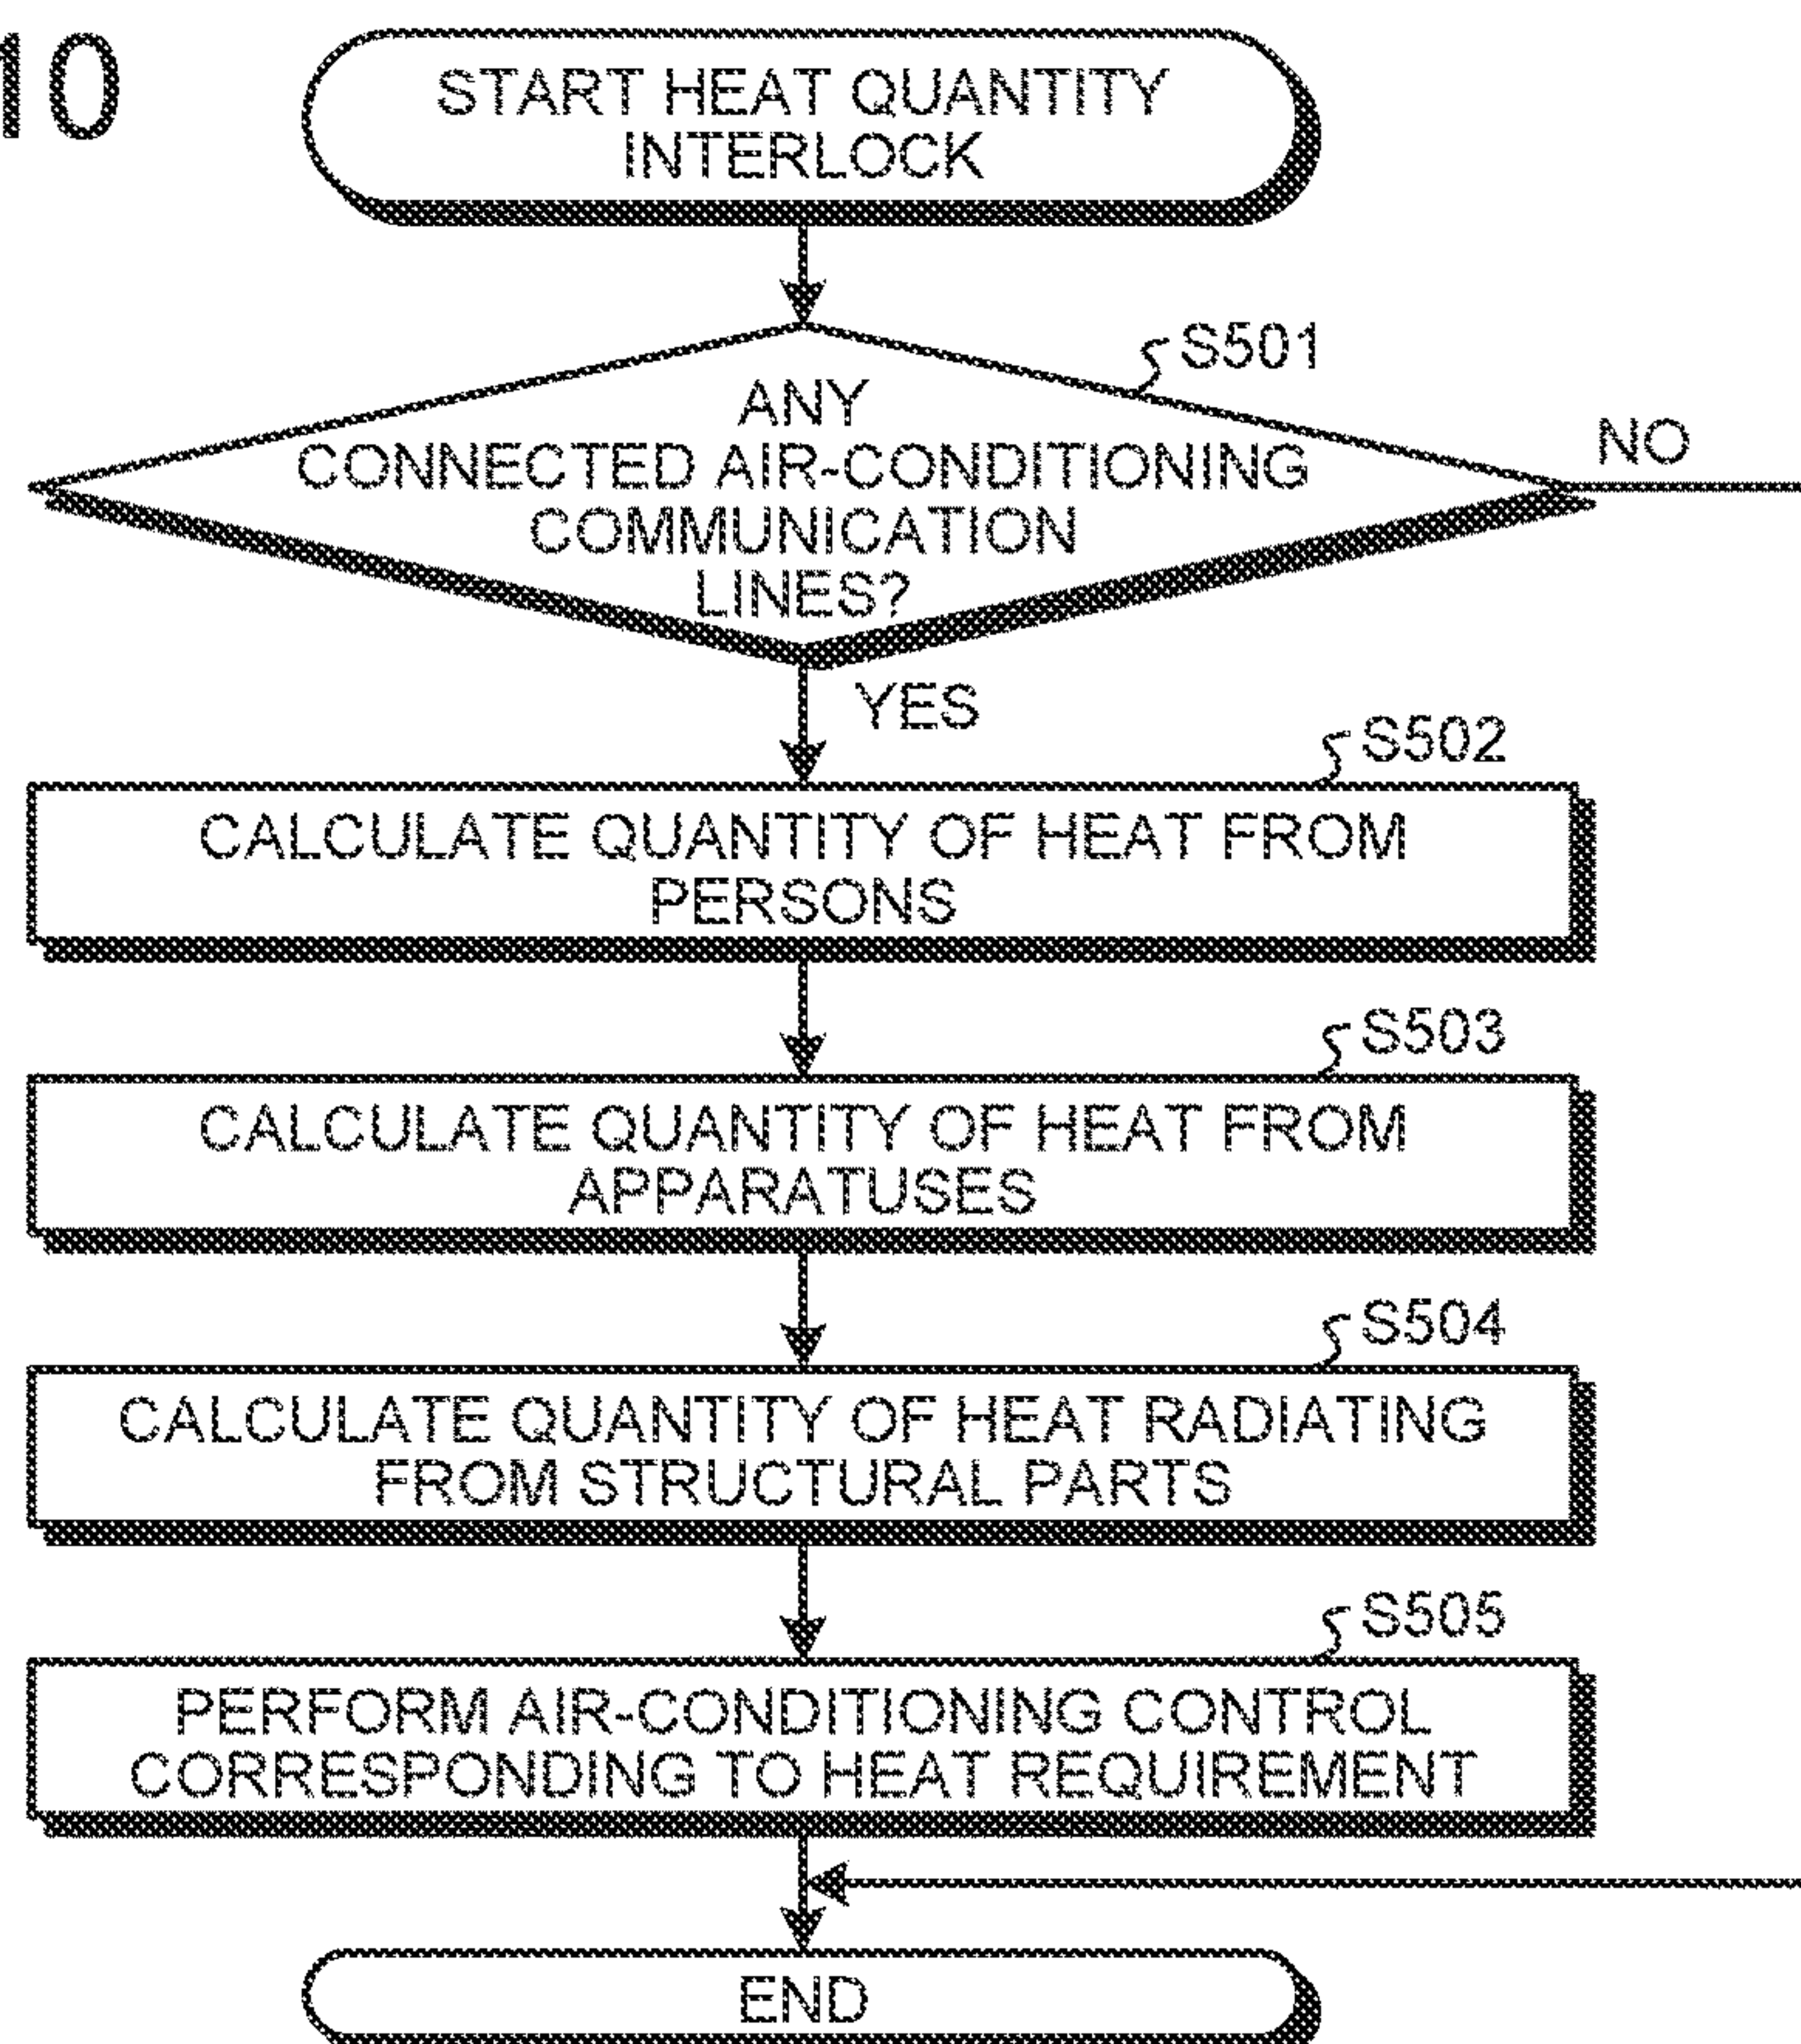 10
START HEAT QUANTITY
INTERLOCK
S501
ANY
CONNECTED AIR-CONDITIONING
COMMUNICATION
LINES?
NO
YES
S502
CALCULATE QUANTITY OF HEAT FROM
PERSONS
S503
CALCULATE QUANTITY OF HEAT FROM
APPARATUSES
S504
CALCULATE QUANTITY OF HEAT RADIATING
FROM STRUCTURAL PARTS
S505
PERFORM AIR-CONDITIONING CONTROL
CORRESPONDING TO HEAT REQUIREMENT
END